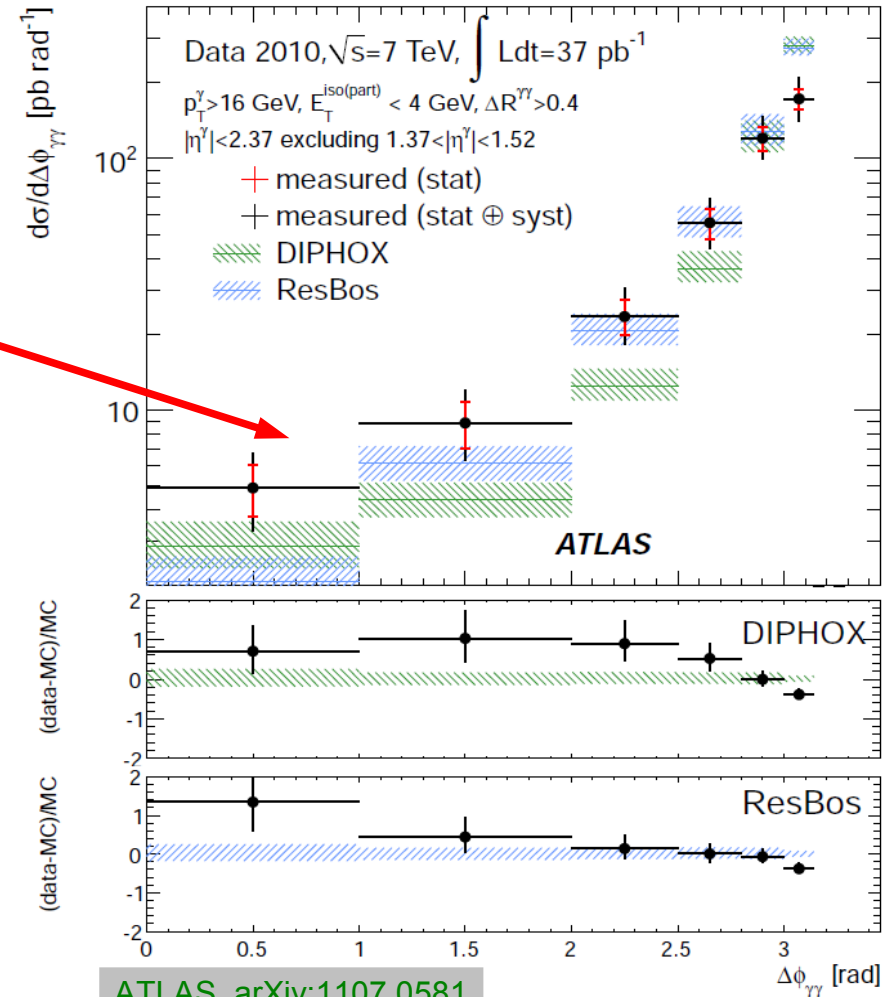 dσ/dΔϕγγ [pb rad⁻¹]
Data 2010,√s=7 TeV, ∫ Ldt=37 pb⁻¹
p_T^γ>16 GeV, E_T^iso(part) < 4 GeV, ΔR^γγ>0.4
|η^γ|<2.37 excluding 1.37<|η^γ|<1.52
measured (stat)
measured (stat ⊕ syst)
DIPHOX
ResBos
10²
10
ATLAS
(data-MC)/MC
2
1
0
-1
-2
DIPHOX
(data-MC)/MC
2
1
0
-1
-2
ResBos
0 0.5 1 1.5 2 2.5 3
Δϕγγ [rad]
ATLAS, arXiv:1107.0581